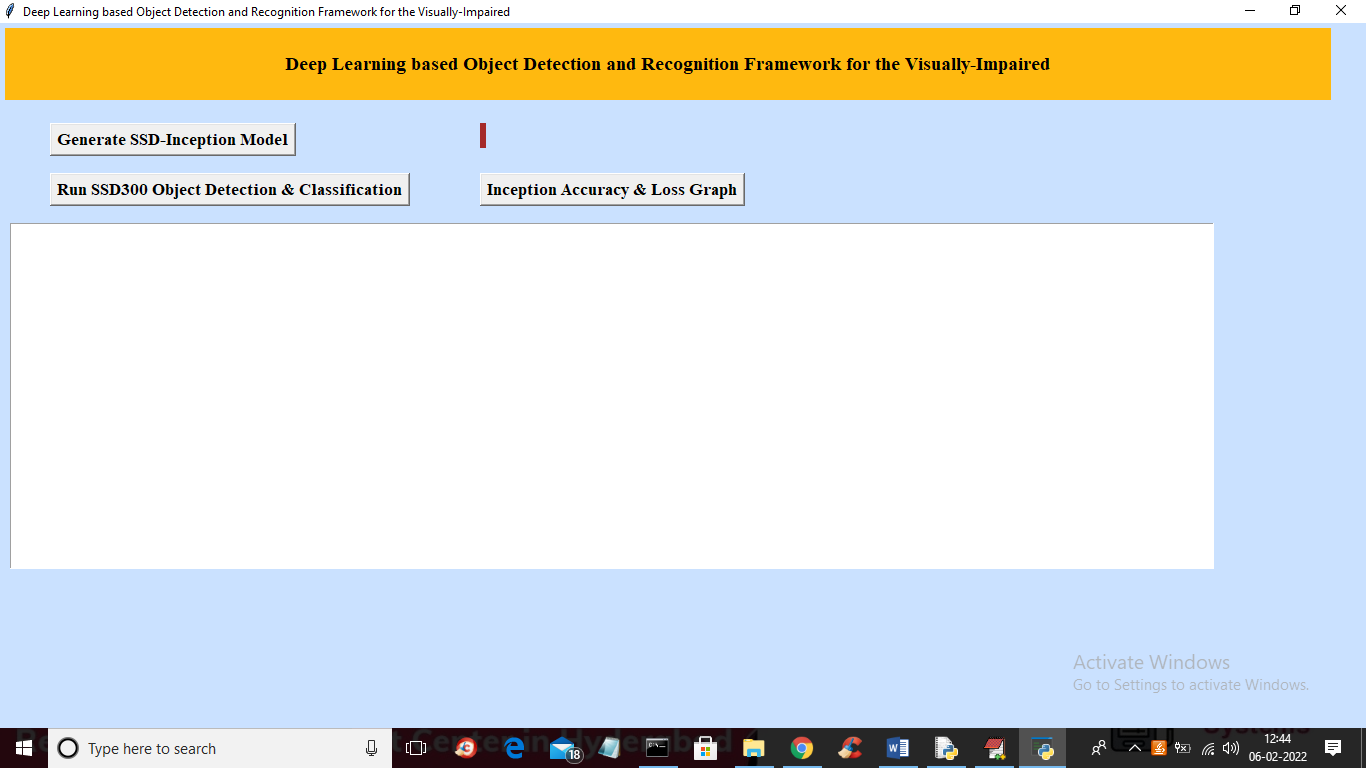 Deep Learning based Object Detection and Recognition Framework for the Visually-Impaired
Deep Learning based Object Detection and Recognition Framework for the Visually-Impaired
Generate SSD-Inception Model
Run SSD300 Object Detection & Classification
Inception Accuracy & Loss Graph
Activate Windows
Go to Settings to activate Windows.
Type here to search
18
12:44
06-02-2022